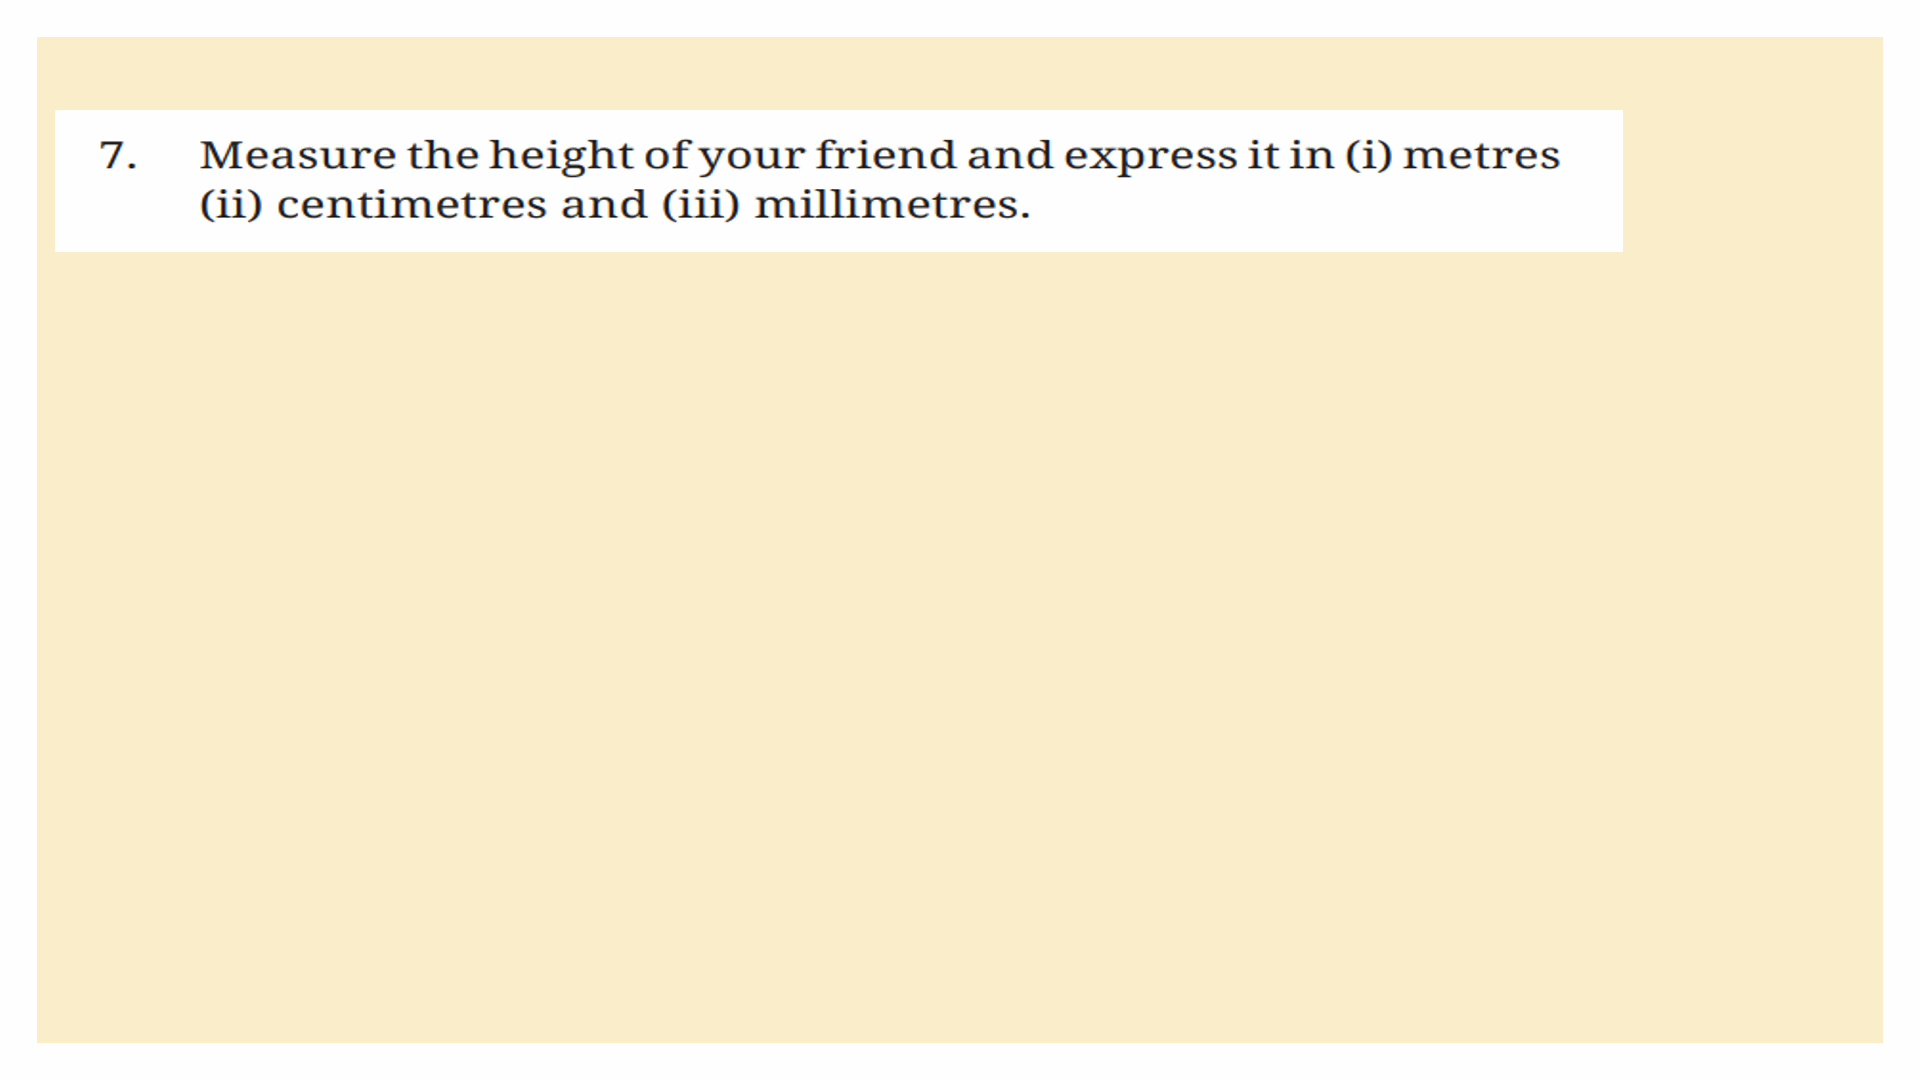 7. Measure the height of your friend and express it in (i) metres
(ii) centimetres and (iii) millimetres.